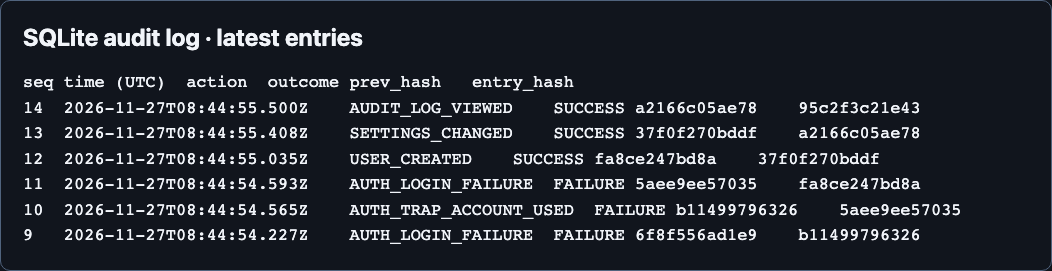 SQLite audit log · latest entries
seq time (UTC) action outcome prev_hash entry_hash
14 2026-11-27T08:44:55.500Z AUDIT_LOG_VIEWED SUCCESS a2166c05ae78 95c2f3c21e43
13 2026-11-27T08:44:55.408Z SETTINGS_CHANGED SUCCESS 37f0f270bddf a2166c05ae78
12 2026-11-27T08:44:55.035Z USER_CREATED SUCCESS fa8ce247bd8a 37f0f270bddf
11 2026-11-27T08:44:54.593Z AUTH_LOGIN_FAILURE FAILURE 5aee9ee57035 fa8ce247bd8a
10 2026-11-27T08:44:54.565Z AUTH_TRAP_ACCOUNT_USED FAILURE b11499796326 5aee9ee57035
9 2026-11-27T08:44:54.227Z AUTH_LOGIN_FAILURE FAILURE 6f8f556ad1e9 b11499796326